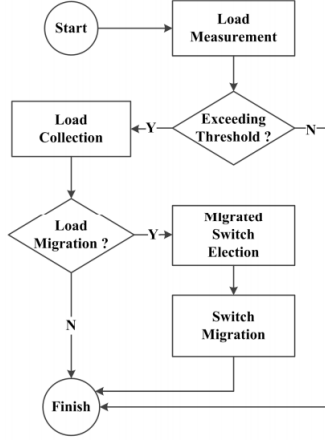 Start
Load
Measurement
Exceeding
Threshold ?
Y
N
Load
Collection
Load
Migration ?
Y
N
Migrated
Switch
Election
Switch
Migration
Finish